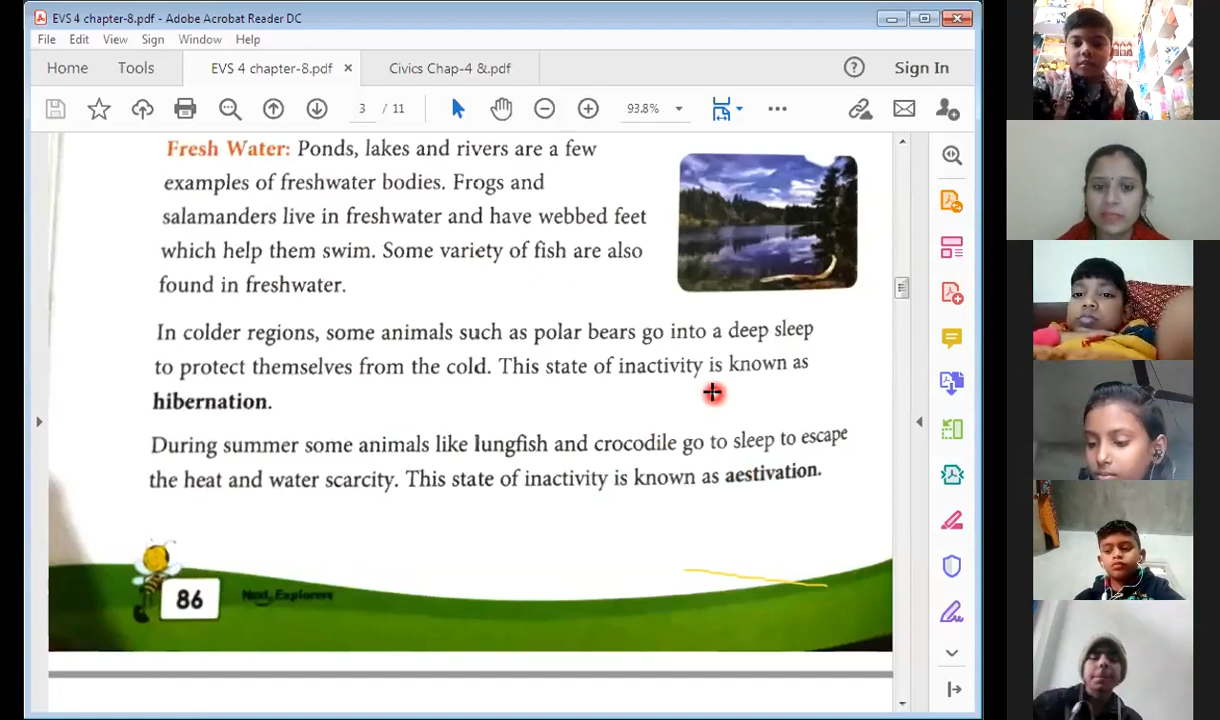 EVS 4 chapter-8.pdf - Adobe Acrobat Reader DC
File Edit View Sign Window Help
Home Tools EVS 4 chapter-8.pdf × Civics Chap-4 &.pdf ? Sign In
3 / 11 93.8%
Fresh Water: Ponds, lakes and rivers are a few
examples of freshwater bodies. Frogs and
salamanders live in freshwater and have webbed feet
which help them swim. Some variety of fish are also
found in freshwater.
In colder regions, some animals such as polar bears go into a deep sleep
to protect themselves from the cold. This state of inactivity is known as
hibernation.
During summer some animals like lungfish and crocodile go to sleep to escape
the heat and water scarcity. This state of inactivity is known as aestivation.
86 Next Explorers